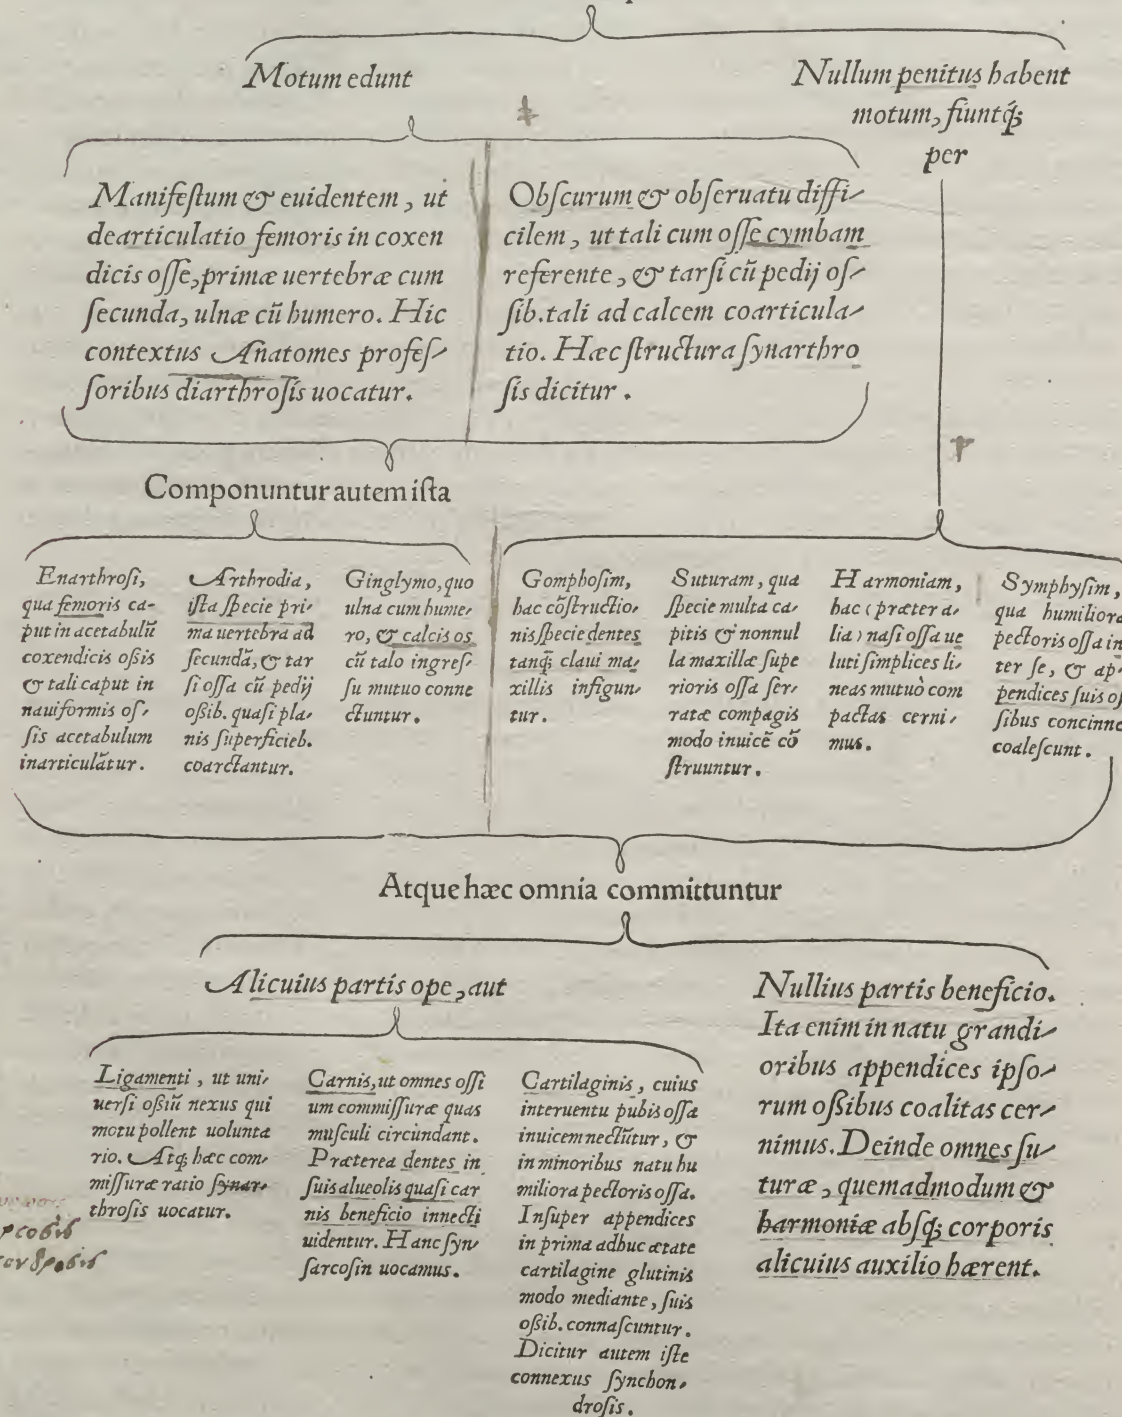 Motum edunt
Nullum penitus habent
motum, fiuntq́;
per
Manifeſtum & euidentem, ut
dearticulatio femoris in coxen
dicis oſſe, primæ uertebræ cum
ſecunda, ulnæ cū humero. Hic
contextus Anatomes profeſ-
ſoribus diarthroſis uocatur.
Obſcurum & obſeruatu diffi-
cilem, ut tali cum oſſe cymbam
referente, & tarſi cū pedij oſ-
ſib. tali ad calcem coarticula-
tio. Hæc ſtructura ſynarthro
ſis dicitur.
Componuntur autem iſta
Enarthroſi,
qua femoris ca-
put in acetabulū
coxendicis oßis
& tali caput in
nauiformis oſ-
ſis acetabulum
inarticulātur.
Arthrodia,
iſta ſpecie pri-
ma uertebra ad
ſecundā, & tar
ſi oſſa cū pedij
oßib. quaſi pla-
nis ſuperficieb.
coarctantur.
Ginglymo, quo
ulna cum hume-
ro, & calcis os
cū talo ingreſ-
ſu mutuo conne
ctuntur.
Gomphoſim,
hac cōſtructio-
nis ſpecie dentes
tanq́; claui ma-
xillis infigun-
tur.
Suturam, qua
ſpecie multa ca-
pitis & nonnul
la maxillæ ſupe
rioris oſſa ſer-
ratæ compagis
modo inuicē cō
ſtruuntur.
Harmoniam,
hac (præter a-
lia) naſi oſſa ue
luti ſimplices li-
neas mutuò com
pactas cerni-
mus.
Symphyſim,
qua humiliora
pectoris oſſa in
ter ſe, & ap-
pendices ſuis oſ
ſibus concinne
coaleſcunt.
Atque hæc omnia committuntur
Alicuius partis ope, aut
Ligamenti, ut uni-
uerſi oßiū nexus qui
motu pollent uolunta
rio. Atq; hæc com-
miſſuræ ratio ſynar-
throſis uocatur.
Carnis, ut omnes oſſi
um commiſſuræ quas
muſculi circūndant.
Præterea dentes in
ſuis alueolis quaſi car
nis beneficio innecti
uidentur. Hanc ſyn
ſarcoſin uocamus.
Cartilaginis, cuius
interuentu pubis oſſa
inuicem nectūtur, &
in minoribus natu hu
miliora pectoris oſſa.
Inſuper appendices
in prima adhuc ætate
cartilagine glutinis
modo mediante, ſuis
oßib. connaſcuntur.
Dicitur autem iſte
connexus ſynchon-
droſis.
Nullius partis beneficio.
Ita enim in natu grandi-
oribus appendices ipſo-
rum oßibus coalitas cer-
nimus. Deinde omnes ſu-
turæ, quemadmodum &
harmoniæ abſq; corporis
alicuius auxilio hærent.